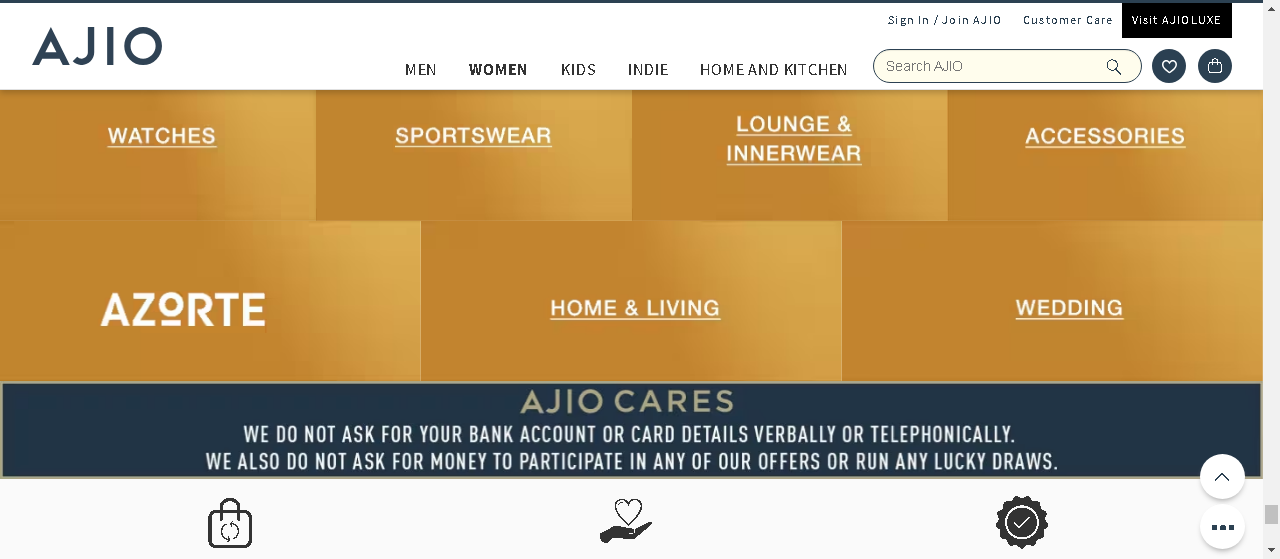 Sign In / Join AJIO
Customer Care
Visit AJIOLUXE
AJIO
MEN
WOMEN
KIDS
INDIE
HOME AND KITCHEN
Search AJIO
WATCHES
SPORTSWEAR
LOUNGE &
INNERWEAR
ACCESSORIES
AZORTE
HOME & LIVING
WEDDING
AJIO CARES
WE DO NOT ASK FOR YOUR BANK ACCOUNT OR CARD DETAILS VERBALLY OR TELEPHONICALLY.
WE ALSO DO NOT ASK FOR MONEY TO PARTICIPATE IN ANY OF OUR OFFERS OR RUN ANY LUCKY DRAWS.